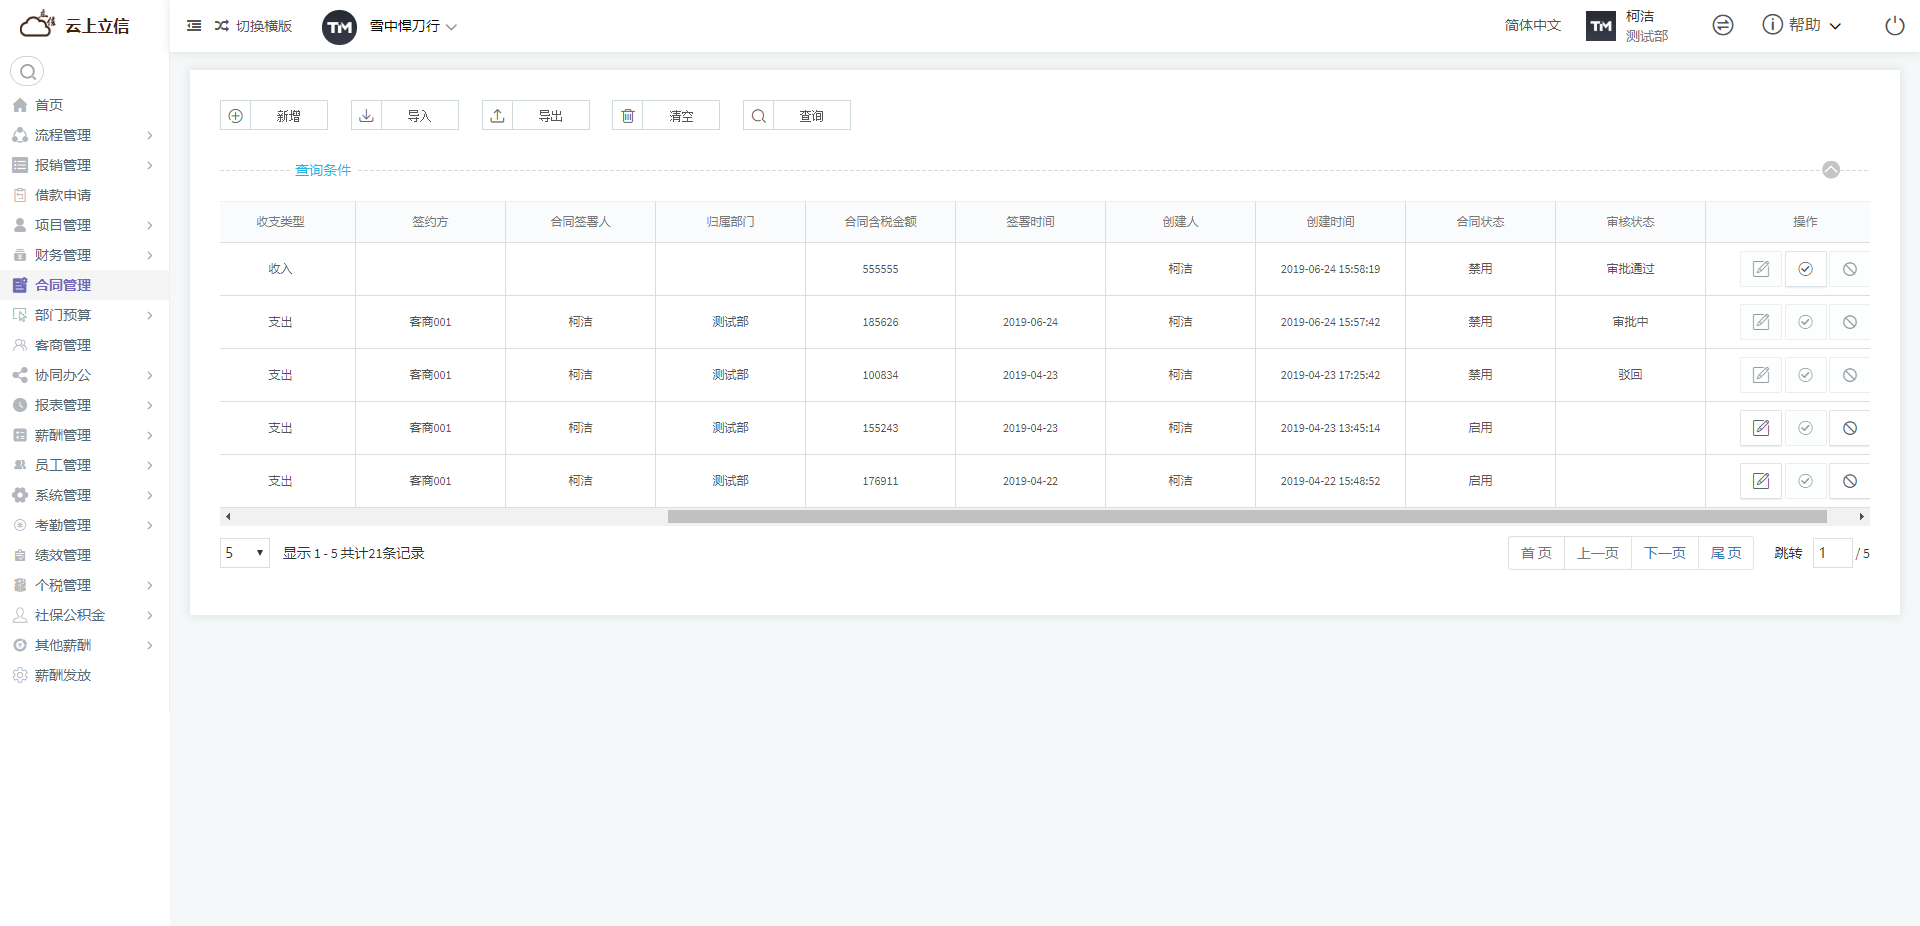 云上立信
切换横版
TM 雪中悍刀行
简体中文
TM 柯洁
测试部
帮助
首页
流程管理
报销管理
借款申请
项目管理
财务管理
合同管理
部门预算
客商管理
协同办公
报表管理
薪酬管理
员工管理
系统管理
考勤管理
绩效管理
个税管理
社保公积金
其他薪酬
薪酬发放
新增 导入 导出 清空 查询
查询条件
收支类型 签约方 合同签署人 归属部门 合同含税金额 签署时间 创建人 创建时间 合同状态 审核状态 操作
收入 555555 柯洁 2019-06-24 15:58:19 禁用 审批通过
支出 客商001 柯洁 测试部 185626 2019-06-24 柯洁 2019-06-24 15:57:42 禁用 审批中
支出 客商001 柯洁 测试部 100834 2019-04-23 柯洁 2019-04-23 17:25:42 禁用 驳回
支出 客商001 柯洁 测试部 155243 2019-04-23 柯洁 2019-04-23 13:45:14 启用
支出 客商001 柯洁 测试部 176911 2019-04-22 柯洁 2019-04-22 15:48:52 启用
5 显示 1 - 5 共计21条记录
首 页 上一页 下一页 尾 页 跳转 1 / 5